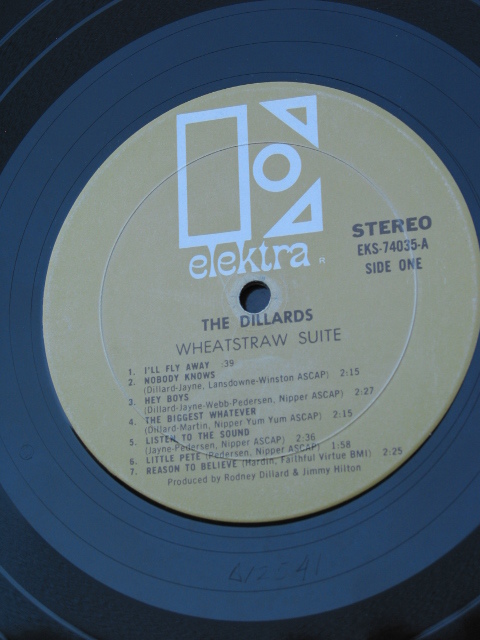 elektra R
STEREO
EKS-74035-A
SIDE ONE
THE DILLARDS
WHEATSTRAW SUITE
1. I'LL FLY AWAY :39
2. NOBODY KNOWS
(Dillard-Jayne, Lansdowne-Winston ASCAP) 2:15
3. HEY BOYS
(Dillard-Jayne-Webb-Pedersen, Nipper ASCAP) 2:27
4. THE BIGGEST WHATEVER
(Dillard-Martin, Nipper Yum Yum ASCAP) 2:15
5. LISTEN TO THE SOUND
(Jayne-Pedersen, Nipper ASCAP) 2:36
6. LITTLE PETE (Pedersen, Nipper ASCAP) 1:58
7. REASON TO BELIEVE (Hardin, Faithful Virtue BMI) 2:25
Produced by Rodney Dillard & Jimmy Hilton